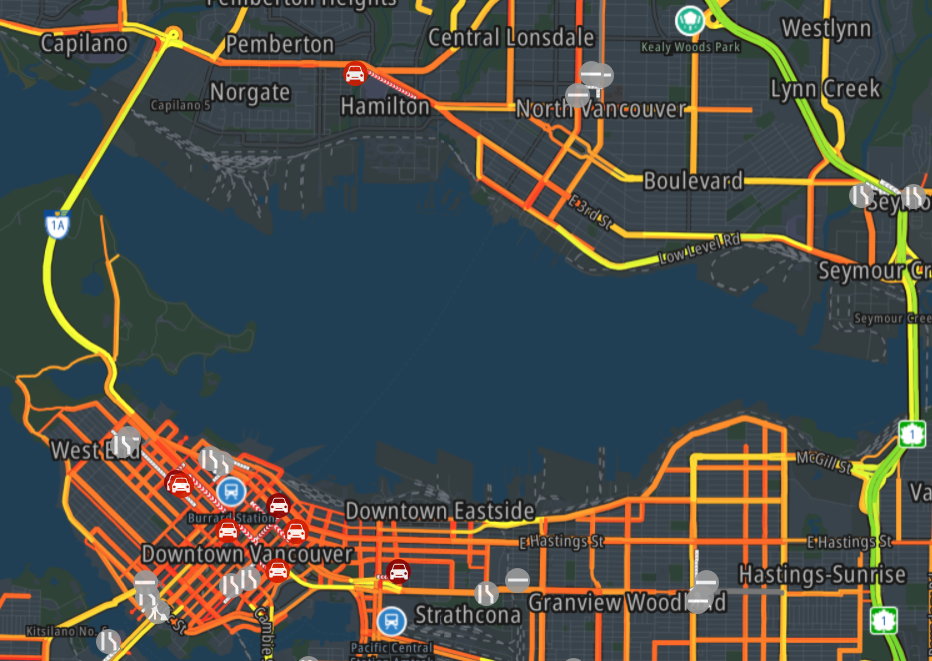 Pemberton Heights
Capilano
Pemberton
Central Lonsdale
Westlynn
Kealy Woods Park
Norgate
Capilano 5
Hamilton
North Vancouver
Lynn Creek
Boulevard
E 3rd St
Low Level Rd
1A
Seymour Cr
Seymour Cree
1
West End
McGill St
Va
Burrard Station
Downtown Eastside
E Hastings St
E Hastings St
Downtown Vancouver
Hastings-Sunrise
Granview Woodland
Strathcona
1
Kitsilano No. 6
St
Cambie
Pacific Central